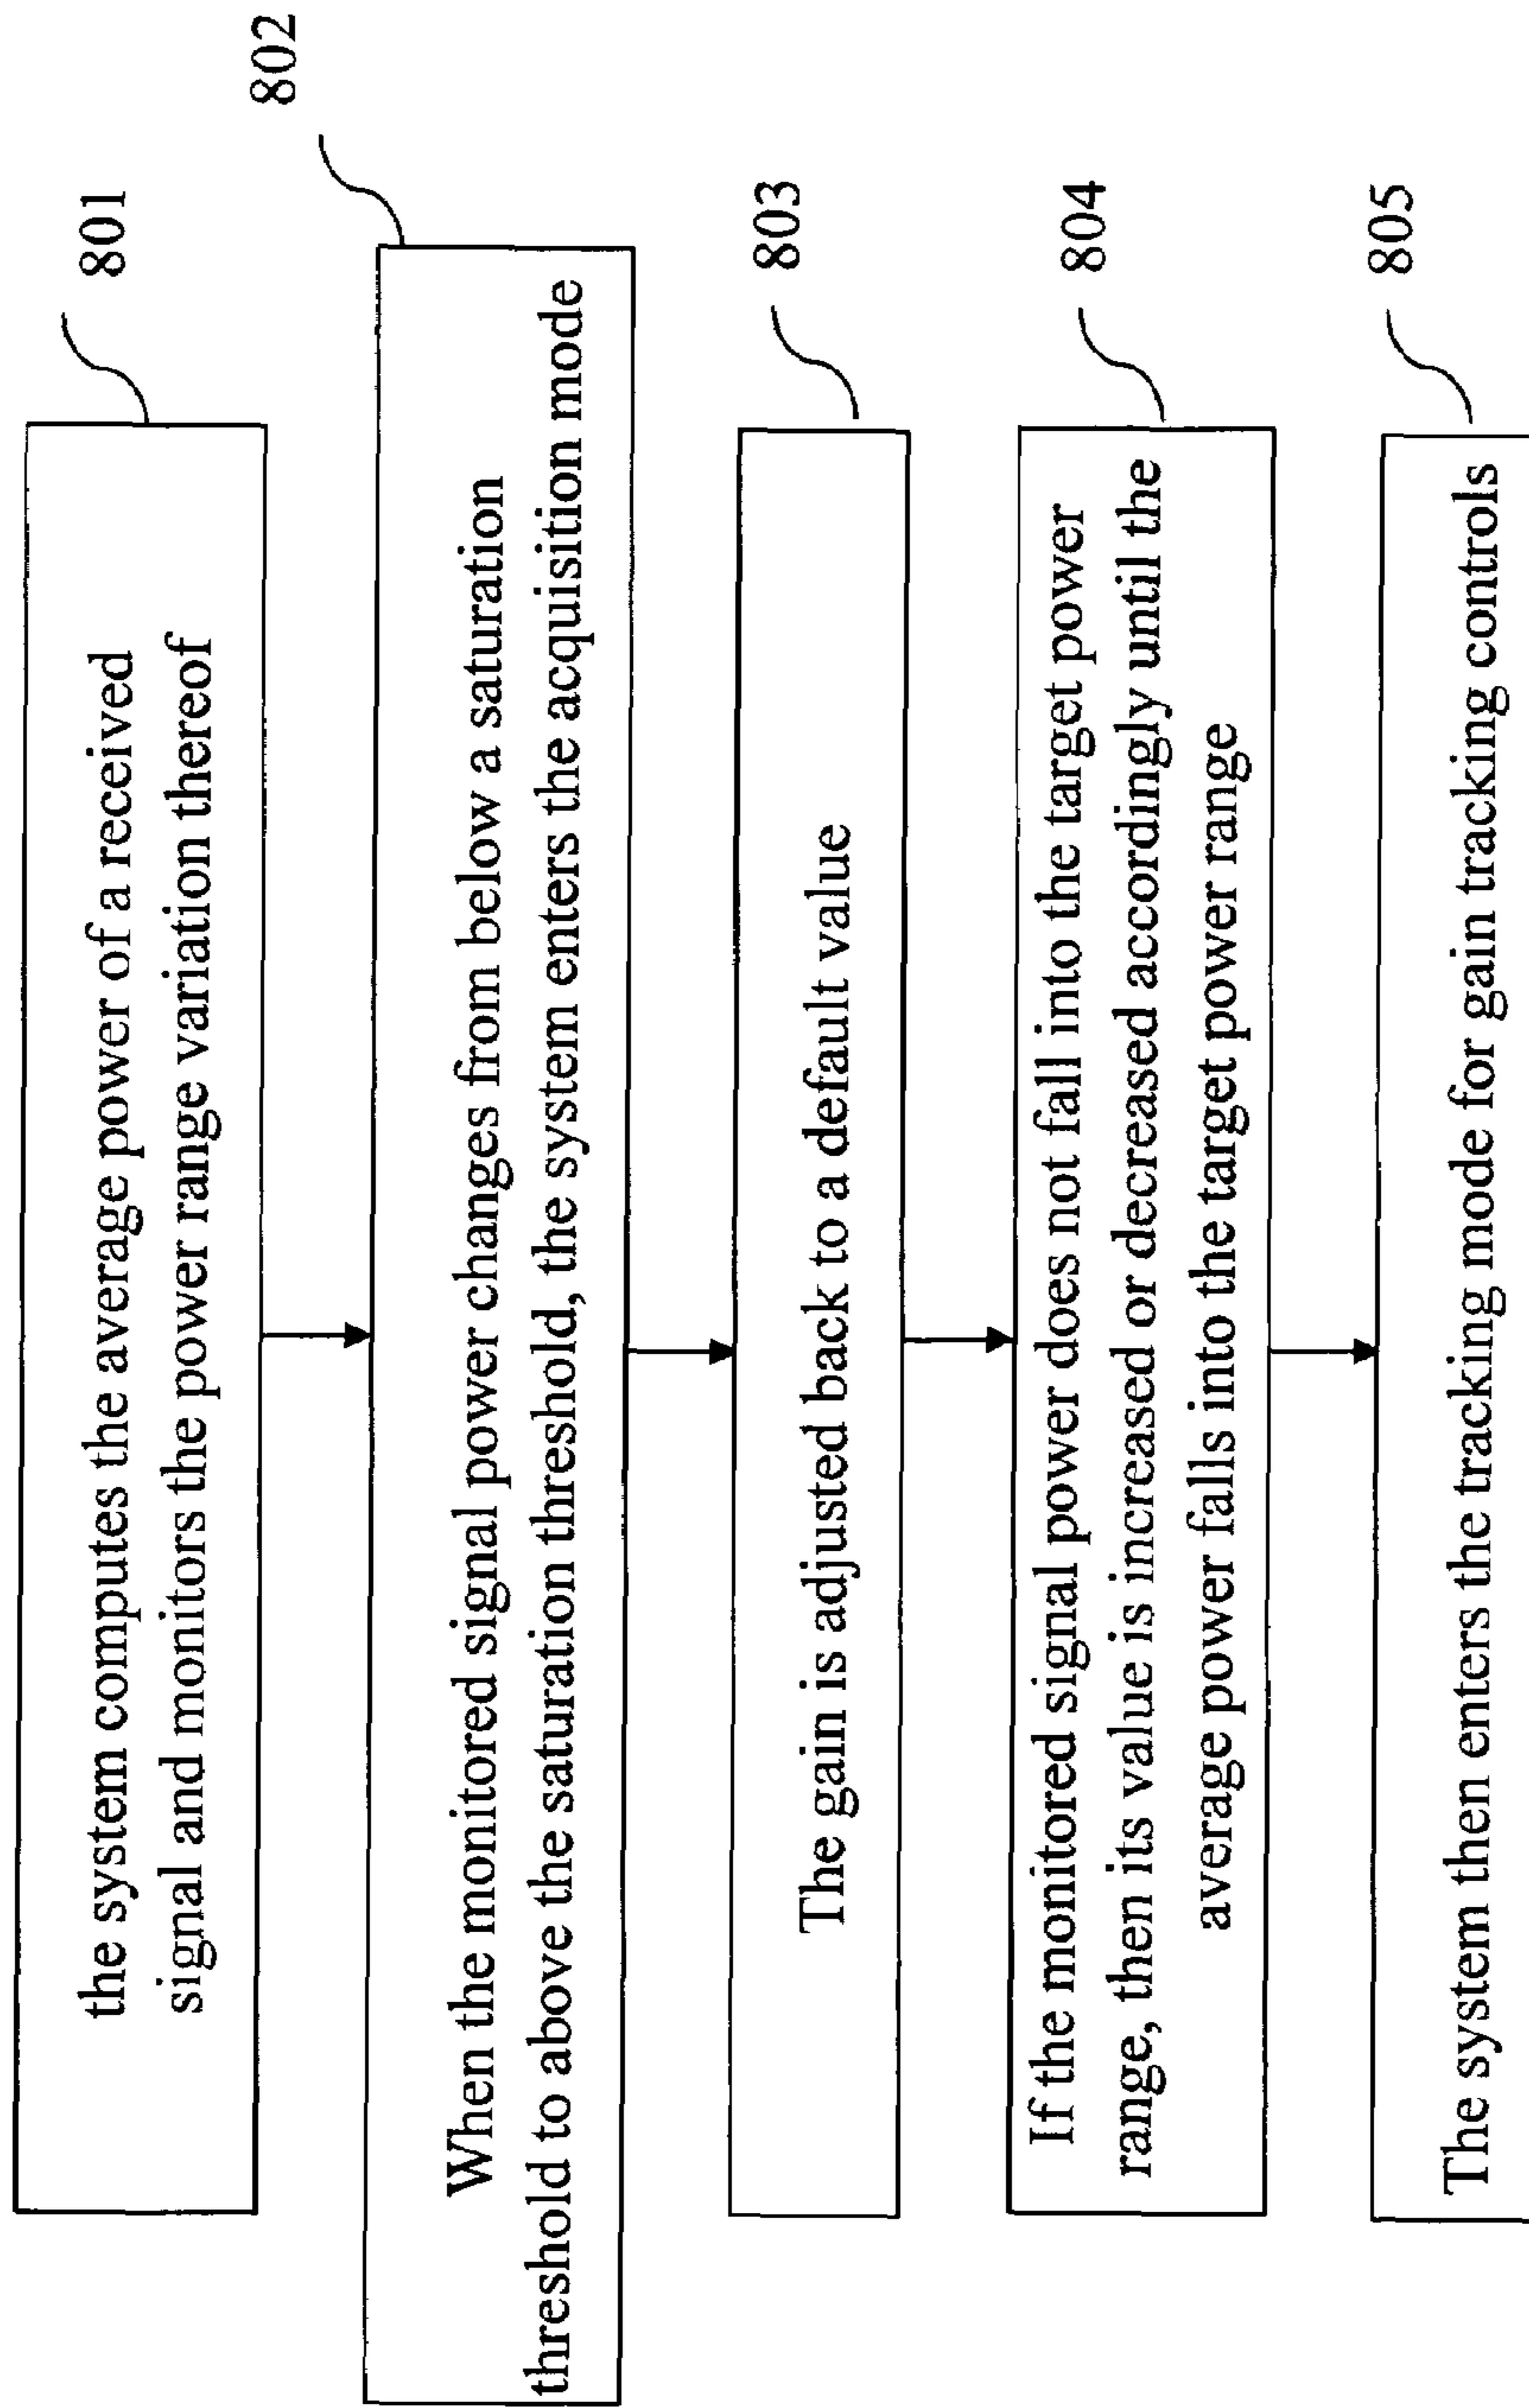 801
the system computes the average power of a received
signal and monitors the power range variation thereof
802
When the monitored signal power changes from below a saturation
threshold to above the saturation threshold, the system enters the acquisition mode
803
The gain is adjusted back to a default value
804
If the monitored signal power does not fall into the target power
range, then its value is increased or decreased accordingly until the
average power falls into the target power range
805
The system then enters the tracking mode for gain tracking controls